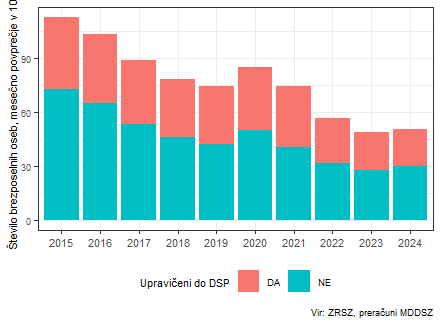 Število brezposelnih oseb, mesečno povprečje v 10
90
60
30
0
2015 2016 2017 2018 2019 2020 2021 2022 2023 2024
Upravičeni do DSP DA NE
Vir: ZRSZ, preračuni MDDSZ